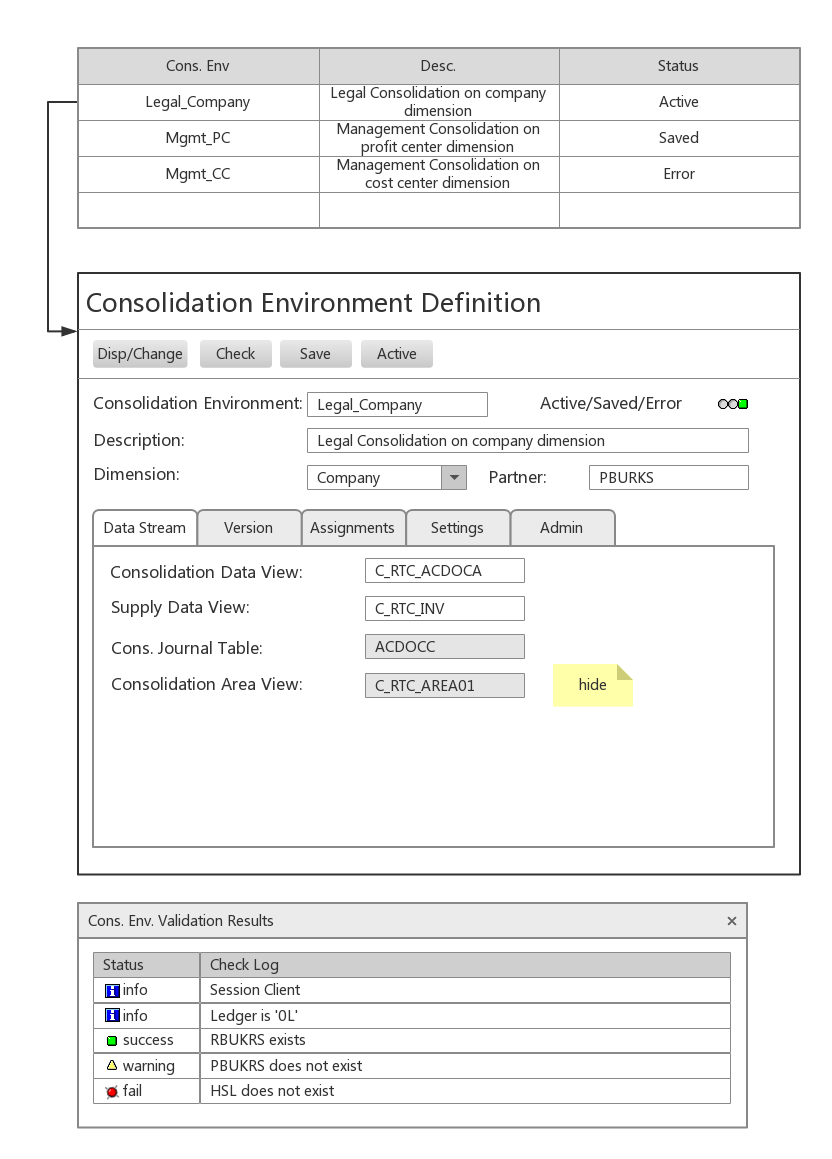 Cons. Env Desc. Status
Legal_Company Legal Consolidation on company dimension Active
Mgmt_PC Management Consolidation on profit center dimension Saved
Mgmt_CC Management Consolidation on cost center dimension Error
Consolidation Environment Definition
Disp/Change Check Save Active
Consolidation Environment: Legal_Company Active/Saved/Error
Description: Legal Consolidation on company dimension
Dimension: Company Partner: PBURKS
Data Stream Version Assignments Settings Admin
Consolidation Data View: C_RTC_ACDOCA
Supply Data View: C_RTC_INV
Cons. Journal Table: ACDOCC
Consolidation Area View: C_RTC_AREA01 hide
Cons. Env. Validation Results ×
Status Check Log
info Session Client
info Ledger is '0L'
success RBUKRS exists
warning PBUKRS does not exist
fail HSL does not exist